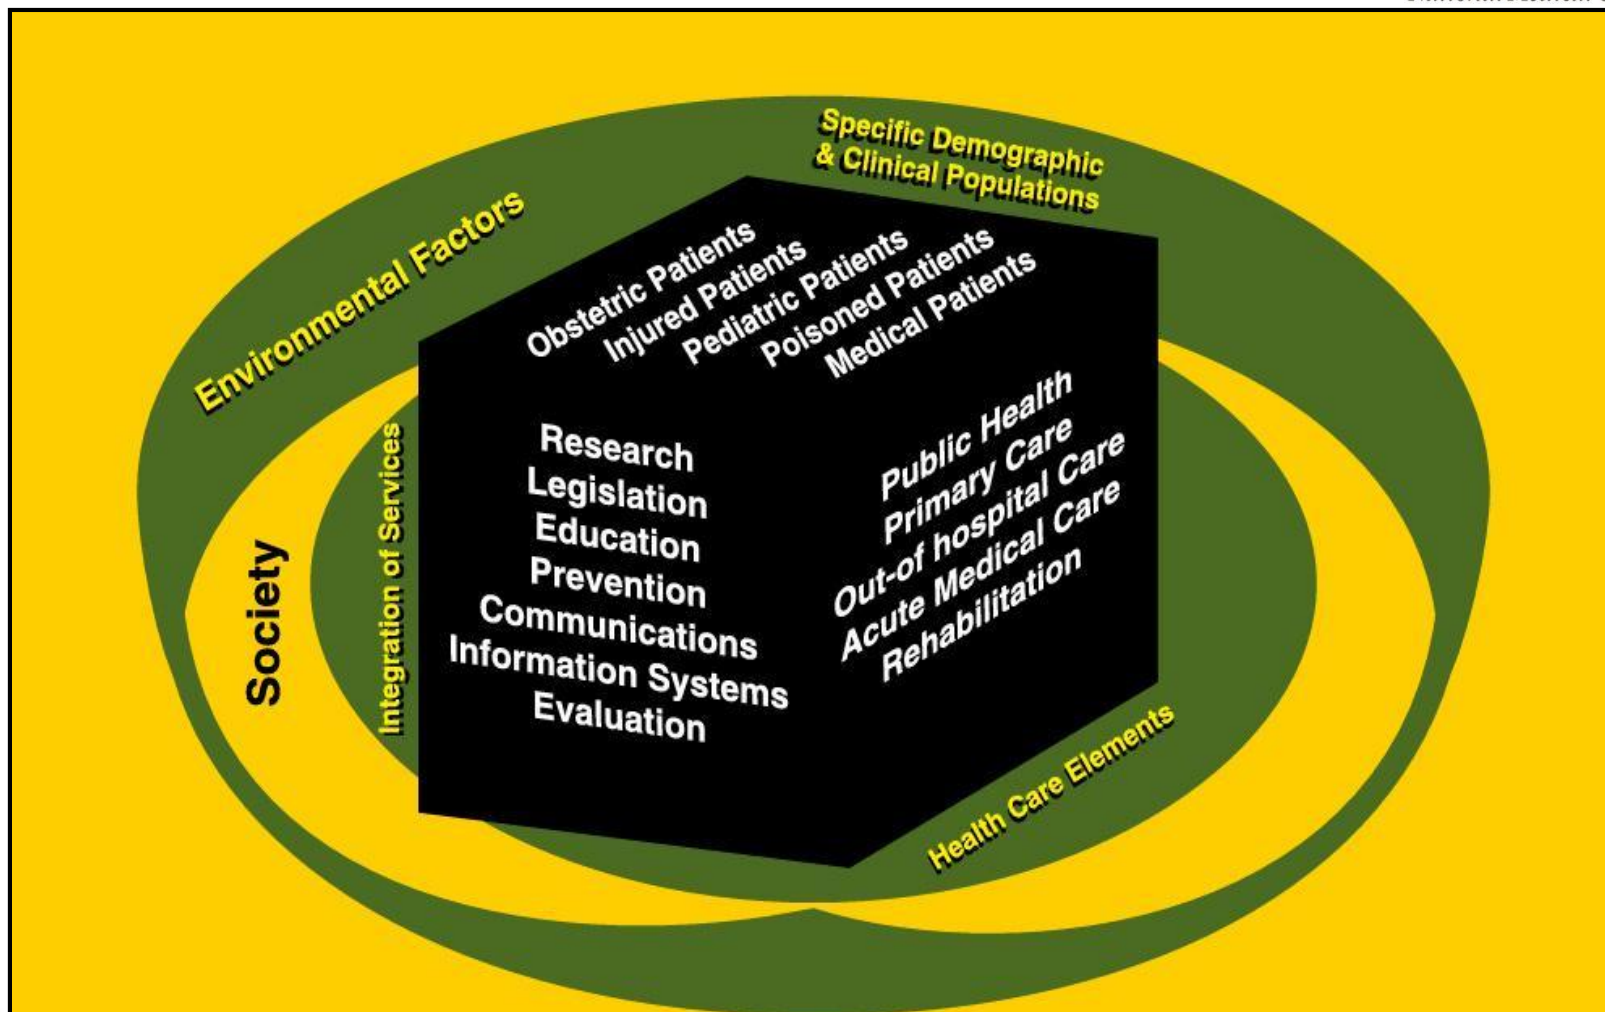 Specific Demographic
& Clinical Populations
Environmental Factors
Obstetric Patients
Injured Patients
Pediatric Patients
Poisoned Patients
Medical Patients
Integration of Services
Society
Research
Legislation
Education
Prevention
Communications
Information Systems
Evaluation
Public Health
Primary Care
Out-of hospital Care
Acute Medical Care
Rehabilitation
Health Care Elements